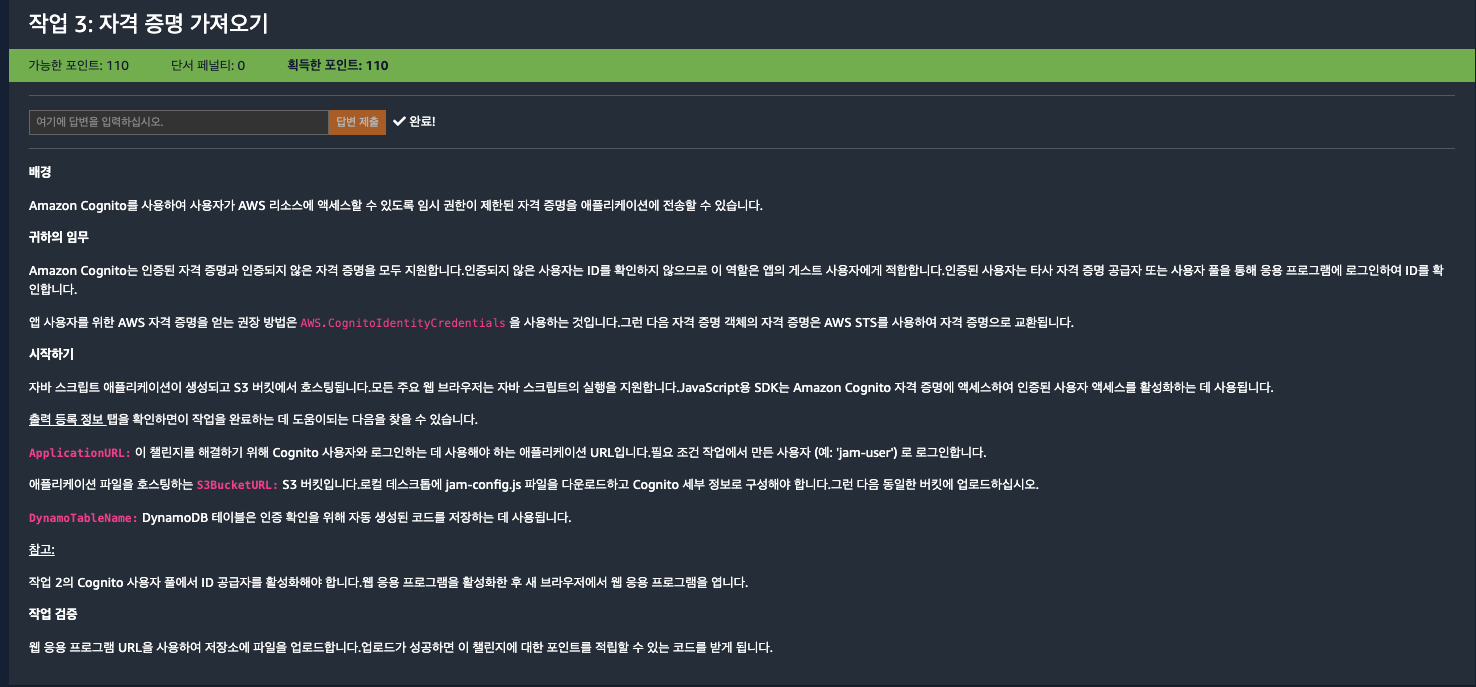 작업 3: 자격 증명 가져오기
가능한 포인트: 110 단서 페널티: 0 획득한 포인트: 110
여기에 답변을 입력하십시오. 답변 제출 ✔ 완료!
배경
Amazon Cognito를 사용하여 사용자가 AWS 리소스에 액세스할 수 있도록 임시 권한이 제한된 자격 증명을 애플리케이션에 전송할 수 있습니다.
귀하의 임무
Amazon Cognito는 인증된 자격 증명과 인증되지 않은 자격 증명을 모두 지원합니다.인증되지 않은 사용자는 ID를 확인하지 않으므로 이 역할은 앱의 게스트 사용자에게 적합합니다.인증된 사용자는 타사 자격 증명 공급자 또는 사용자 풀을 통해 응용 프로그램에 로그인하여 ID를 확
인합니다.
앱 사용자를 위한 AWS 자격 증명을 얻는 권장 방법은 AWS.CognitoIdentityCredentials 을 사용하는 것입니다.그런 다음 자격 증명 객체의 자격 증명은 AWS STS를 사용하여 자격 증명으로 교환됩니다.
시작하기
자바 스크립트 애플리케이션이 생성되고 S3 버킷에서 호스팅됩니다.모든 주요 웹 브라우저는 자바 스크립트의 실행을 지원합니다.JavaScript용 SDK는 Amazon Cognito 자격 증명에 액세스하여 인증된 사용자 액세스를 활성화하는 데 사용됩니다.
출력 등록 정보 탭을 확인하면이 작업을 완료하는 데 도움이되는 다음을 찾을 수 있습니다.
ApplicationURL: 이 챌린지를 해결하기 위해 Cognito 사용자와 로그인하는 데 사용해야 하는 애플리케이션 URL입니다.필요 조건 작업에서 만든 사용자 (예: 'jam-user') 로 로그인합니다.
애플리케이션 파일을 호스팅하는 S3BucketURL: S3 버킷입니다.로컬 데스크톱에 jam-config.js 파일을 다운로드하고 Cognito 세부 정보로 구성해야 합니다.그런 다음 동일한 버킷에 업로드하십시오.
DynamoTableName: DynamoDB 테이블은 인증 확인을 위해 자동 생성된 코드를 저장하는 데 사용됩니다.
참고:
작업 2의 Cognito 사용자 풀에서 ID 공급자를 활성화해야 합니다.웹 응용 프로그램을 활성화한 후 새 브라우저에서 웹 응용 프로그램을 엽니다.
작업 검증
웹 응용 프로그램 URL을 사용하여 저장소에 파일을 업로드합니다.업로드가 성공하면 이 챌린지에 대한 포인트를 적립할 수 있는 코드를 받게 됩니다.